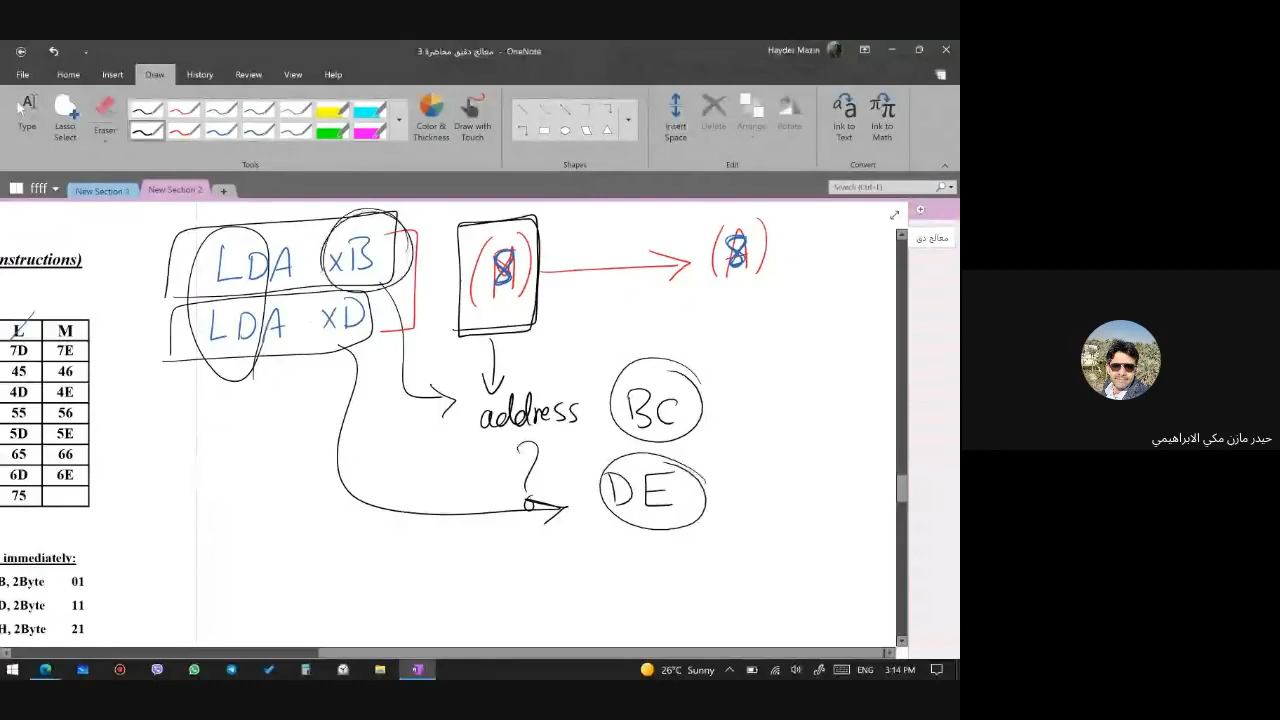 معالج دقيق محاضرة 3 - OneNote
Hayder Mazin
File Home Insert Draw History Review View Help
Type
Lasso Select
Eraser
Color & Thickness
Draw with Touch
Insert Space
Delete
Arrange
Rotate
Ink to Text
Ink to Math
Tools
Shapes
Edit
Convert
ffff
New Section 1
New Section 2
Search (Ctrl+E)
معالج دق
nstructions)
L M
7D 7E
45 46
4D 4E
55 56
5D 5E
65 66
6D 6E
75
immediately:
B, 2Byte 01
D, 2Byte 11
H, 2Byte 21
LDA xB
LDA xD
(8)
(8)
address BC
?
DE
حيدر مازن مكي الابراهيمي
26°C Sunny
ENG
3:14 PM